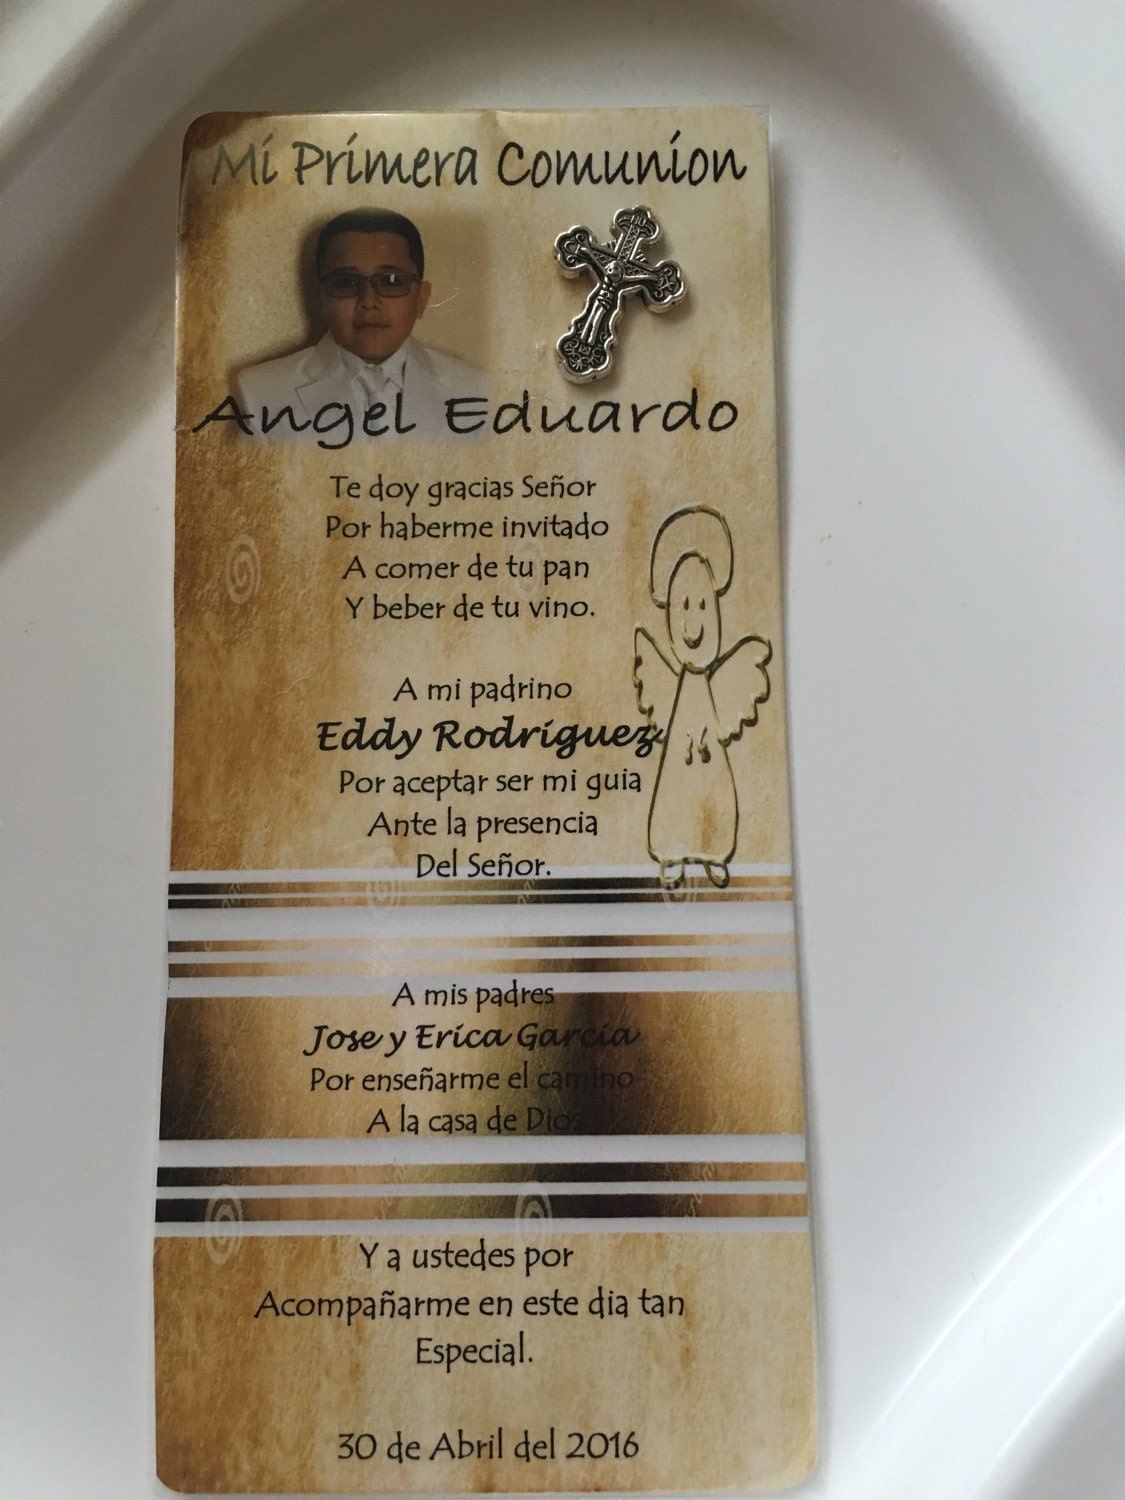 Mi Primera Comunion
Angel Eduardo
Te doy gracias Señor
Por haberme invitado
A comer de tu pan
Y beber de tu vino.
A mi padrino
Eddy Rodriguez
Por aceptar ser mi guia
Ante la presencia
Del Señor.
A mis padres
Jose y Erica Garcia
Por enseñarme el camino
A la casa de Dios
Y a ustedes por
Acompañarme en este dia tan
Especial.
30 de Abril del 2016